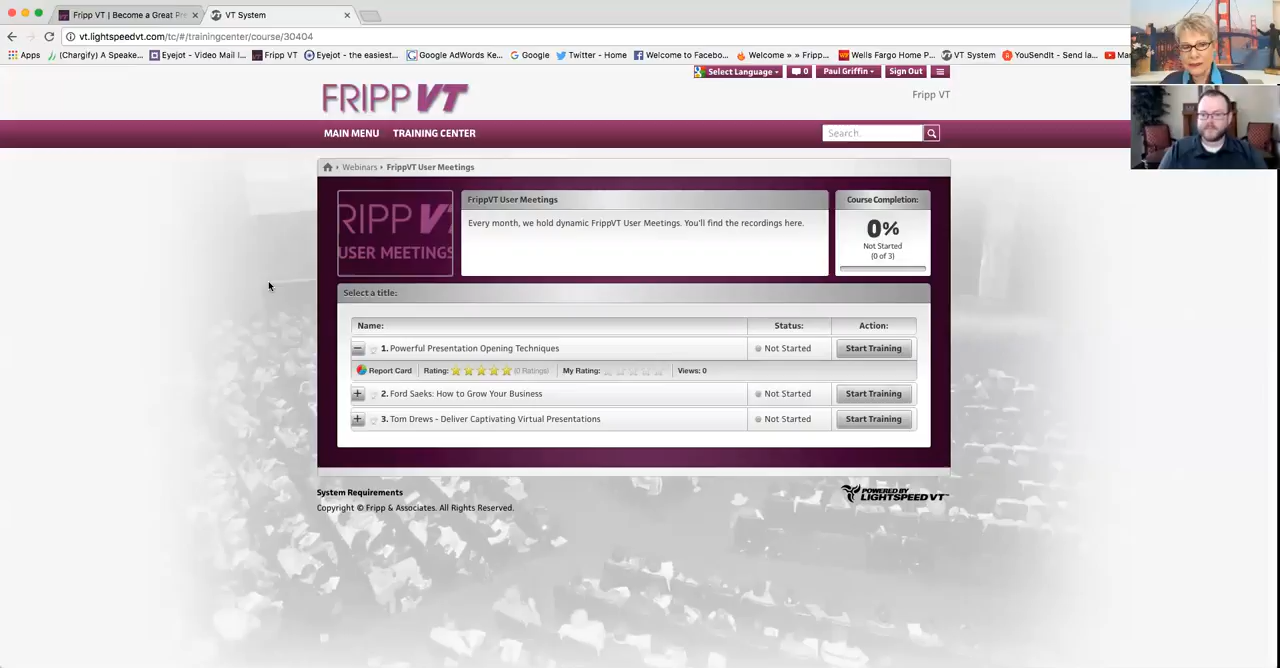 Fripp VT | Become a Great Pre
VT System
vt.lightspeedvt.com/tc/#/trainingcenter/course/30404
Apps
(Chargify) A Speake...
Eyejot - Video Mail I...
Fripp VT
Eyejot - the easiest...
Google AdWords Ke...
Google
Twitter - Home
Welcome to Facebo...
Welcome » » Fripp...
Wells Fargo Home P...
VT System
YouSendIt - Send la...
Select Language
0
Paul Griffin
Sign Out
FRIPP VT
Fripp VT
MAIN MENU TRAINING CENTER
Search.
Webinars FrippVT User Meetings
RIPP V
USER MEETINGS
FrippVT User Meetings
Every month, we hold dynamic FrippVT User Meetings. You'll find the recordings here.
Course Completion:
0%
Not Started
(0 of 3)
Select a title:
Name: Status: Action:
1. Powerful Presentation Opening Techniques Not Started Start Training
Report Card Rating: (0 Ratings) My Rating: Views: 0
2. Ford Saeks: How to Grow Your Business Not Started Start Training
3. Tom Drews - Deliver Captivating Virtual Presentations Not Started Start Training
System Requirements
Copyright © Fripp & Associates. All Rights Reserved.
POWERED BY
LIGHTSPEED VT